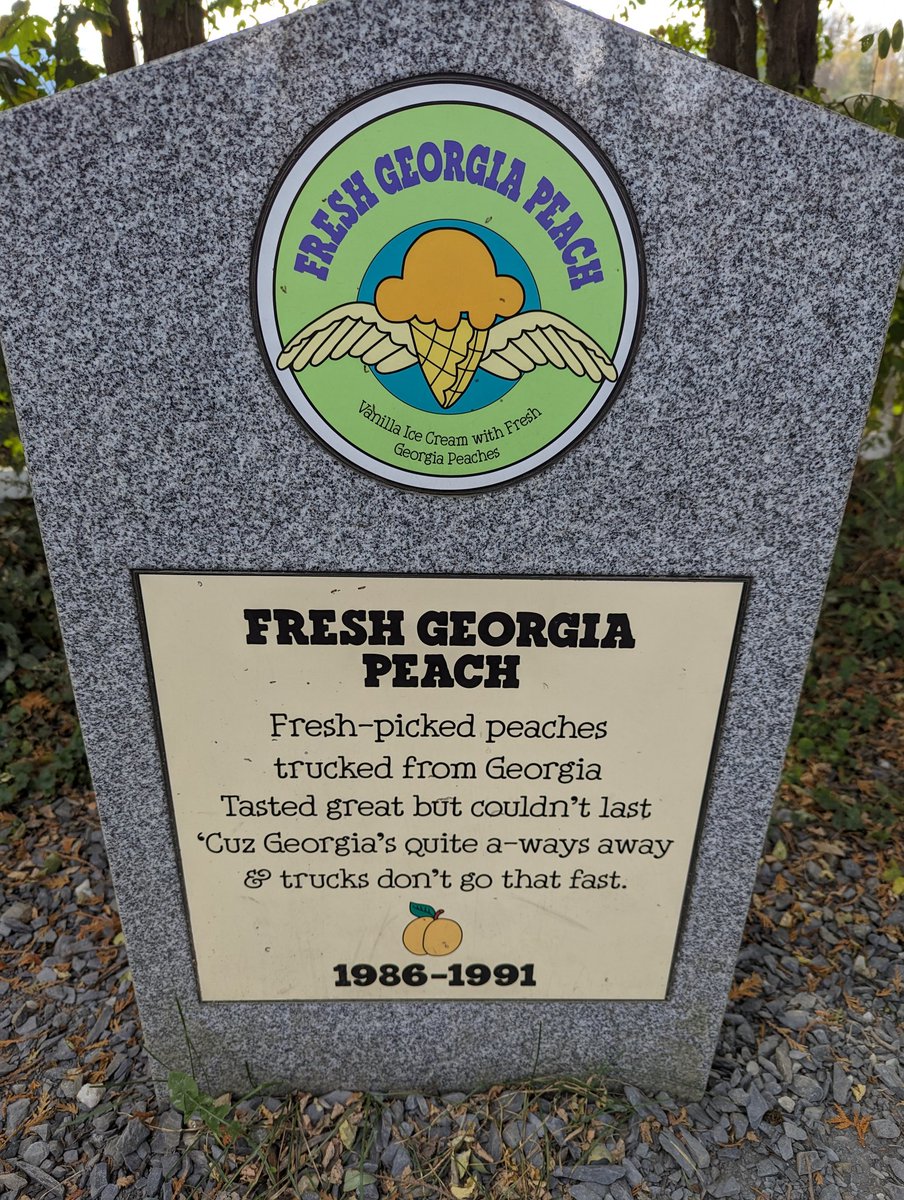 FRESH GEORGIA PEACH
Vanilla Ice Cream with Fresh
Georgia Peaches
FRESH GEORGIA
PEACH
Fresh-picked peaches
trucked from Georgia
Tasted great but couldn't last
'Cuz Georgia's quite a-ways away
& trucks don't go that fast.
1986-1991